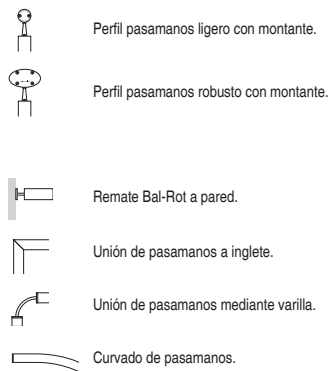 Perfil pasamanos ligero con montante.
Perfil pasamanos robusto con montante.
Remate Bal-Rot a pared.
Unión de pasamanos a inglete.
Unión de pasamanos mediante varilla.
Curvado de pasamanos.